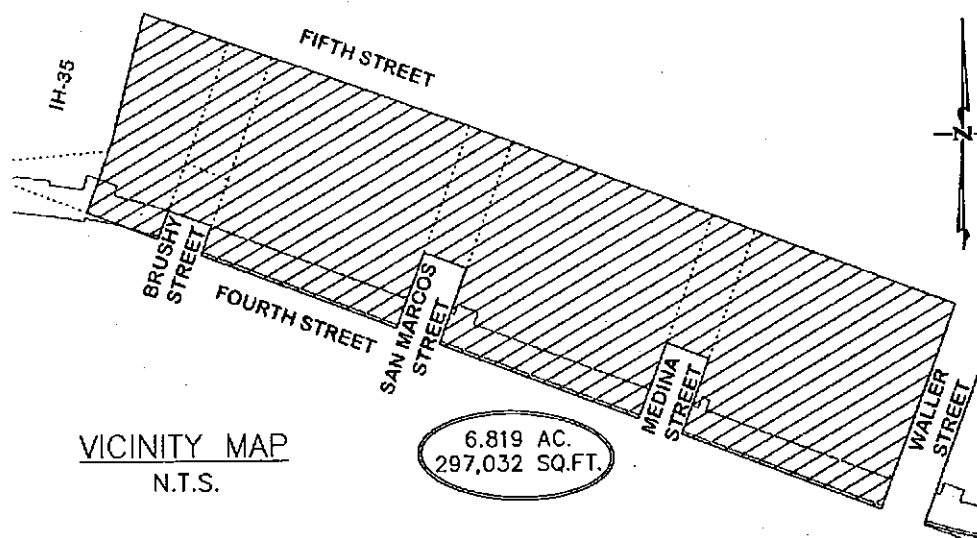 FIFTH STREET
IH-35
N
BRUSHY
STREET
FOURTH STREET
SAN MARCOS
STREET
MEDINA
STREET
WALLER
STREET
VICINITY MAP
N.T.S.
6.819 AC.
297,032 SQ.FT.